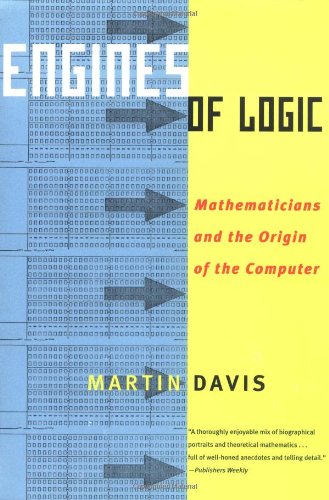 ENGINES
OF LOGIC
Mathematicians
and the Origin
of the Computer
MARTIN DAVIS
"A thoroughly enjoyable mix of biographical
portraits and theoretical mathematics . . .
full of well-honed anecdotes and telling detail."
—Publishers Weekly